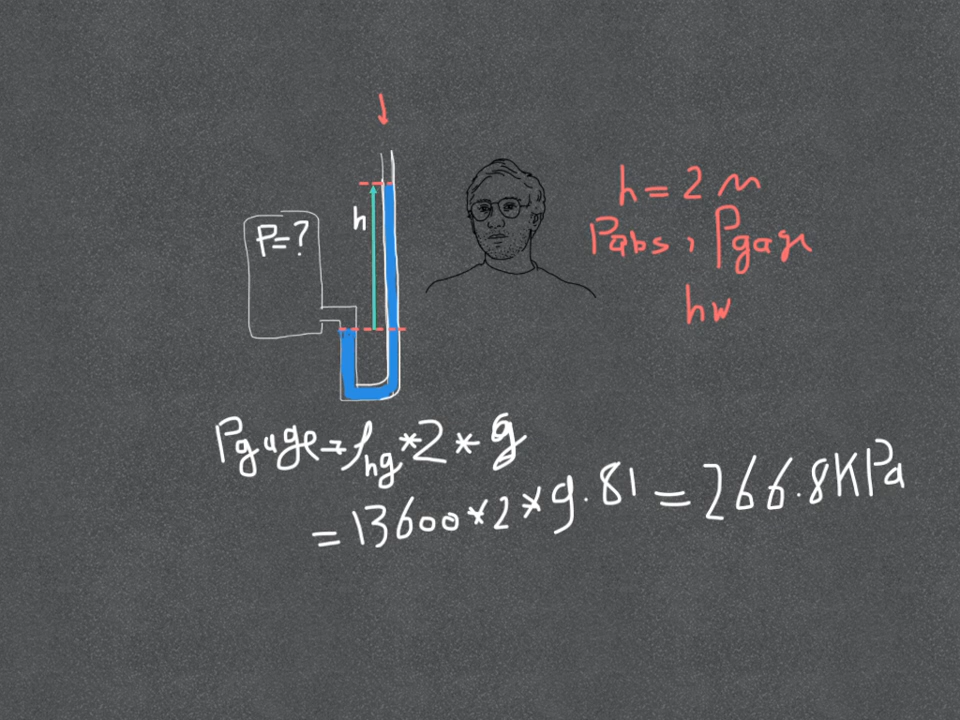 h
P=?
h = 2 m
Pabs, Pgage
hw
Pgage = ρhg * 2 * g
= 13600 * 2 * 9.81 = 266.8 KPa